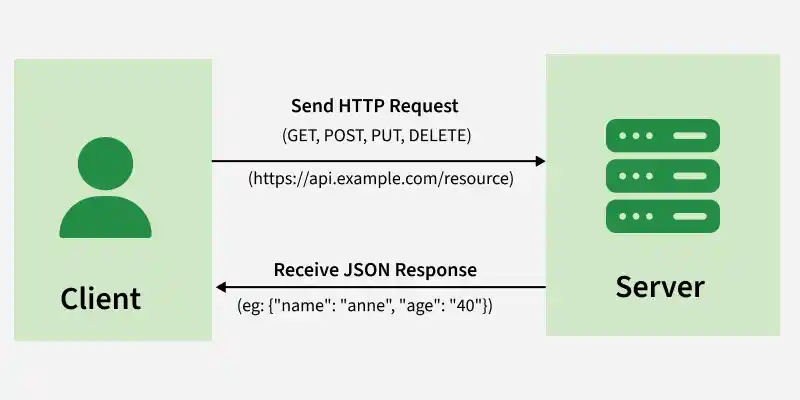 Send HTTP Request
(GET, POST, PUT, DELETE)
(https://api.example.com/resource)
Receive JSON Response
(eg: {"name": "anne", "age": "40"})
Client
Server